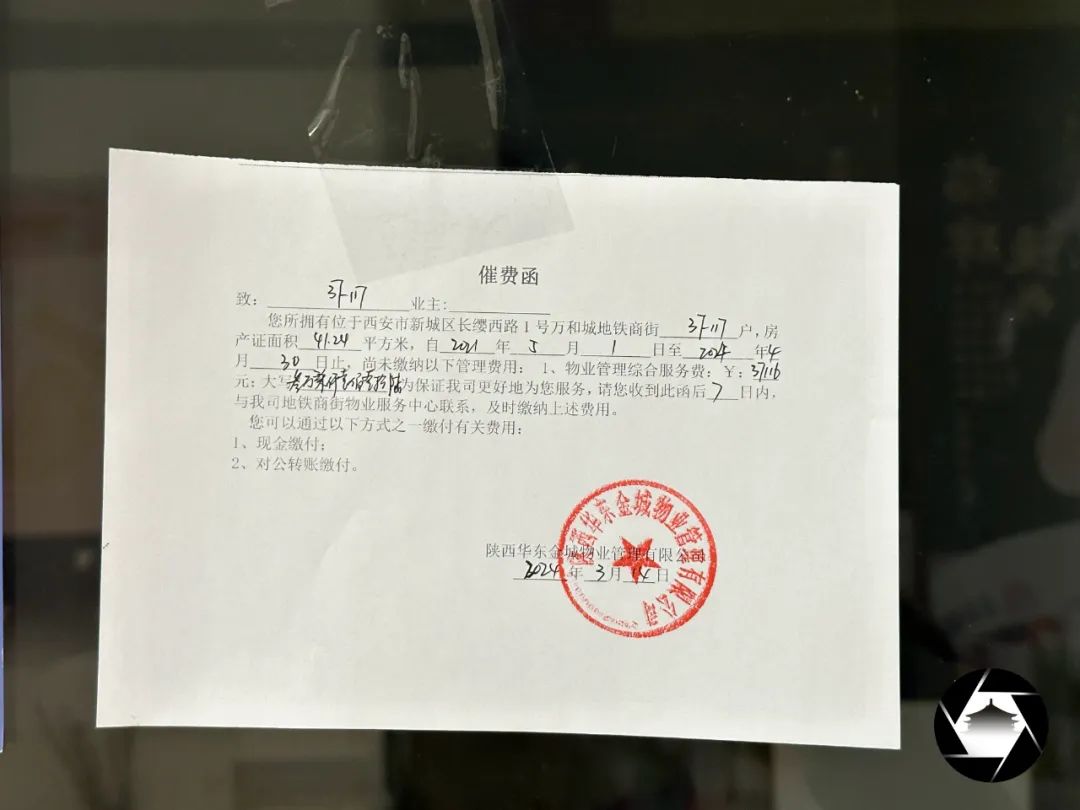 催费函
致：37-117业主:
您所拥有位于西安市新城区长缨西路1号万和城地铁商街37-117户,房
产证面积41.24平方米，自2021年5月1日至2024年4
月30日止，尚未缴纳以下管理费用： 1、物业管理综合服务费：￥：37116
元；大写叁万柒仟壹佰壹拾陆为保证我司更好地为您服务，请您收到此函后7日内，
与我司地铁商街物业服务中心联系，及时缴纳上述费用。
您可以通过以下方式之一缴付有关费用：
1、现金缴付；
2、对公转账缴付。
陕西华东金城物业管理有限公司
2024年3月14日
陕西华东金城物业管理有限公司